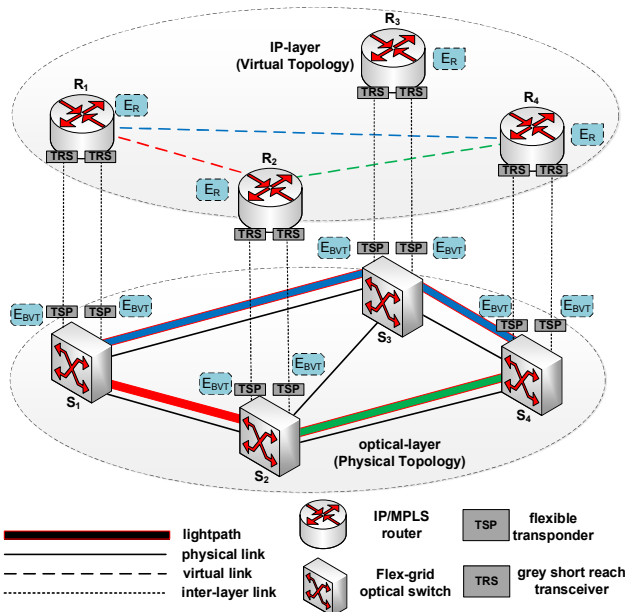 R3
IP-layer
(Virtual Topology)
ER
TRS TRS
R1
ER
TRS TRS
R4
ER
TRS TRS
R2
ER
TRS TRS
EBVT TSP TSP EBVT
EBVT TSP TSP EBVT
EBVT TSP TSP EBVT
EBVT TSP TSP EBVT
S3
S1
S4
S2
optical-layer
(Physical Topology)
lightpath
physical link
virtual link
inter-layer link
IP/MPLS
router
Flex-grid
optical switch
TSP
flexible
transponder
TRS
grey short reach
transceiver